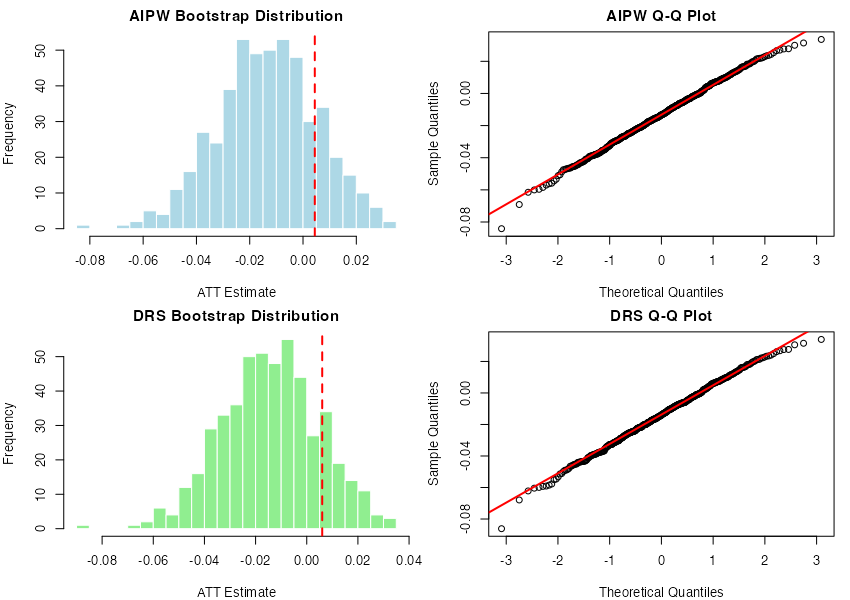 AIPW Bootstrap Distribution
Frequency
50
40
30
20
10
0
-0.08 -0.06 -0.04 -0.02 0.00 0.02
ATT Estimate
AIPW Q-Q Plot
Sample Quantiles
0.00
-0.04
-0.08
-3 -2 -1 0 1 2 3
Theoretical Quantiles
DRS Bootstrap Distribution
Frequency
50
40
30
20
10
0
-0.08 -0.06 -0.04 -0.02 0.00 0.02 0.04
ATT Estimate
DRS Q-Q Plot
Sample Quantiles
0.00
-0.04
-0.08
-3 -2 -1 0 1 2 3
Theoretical Quantiles